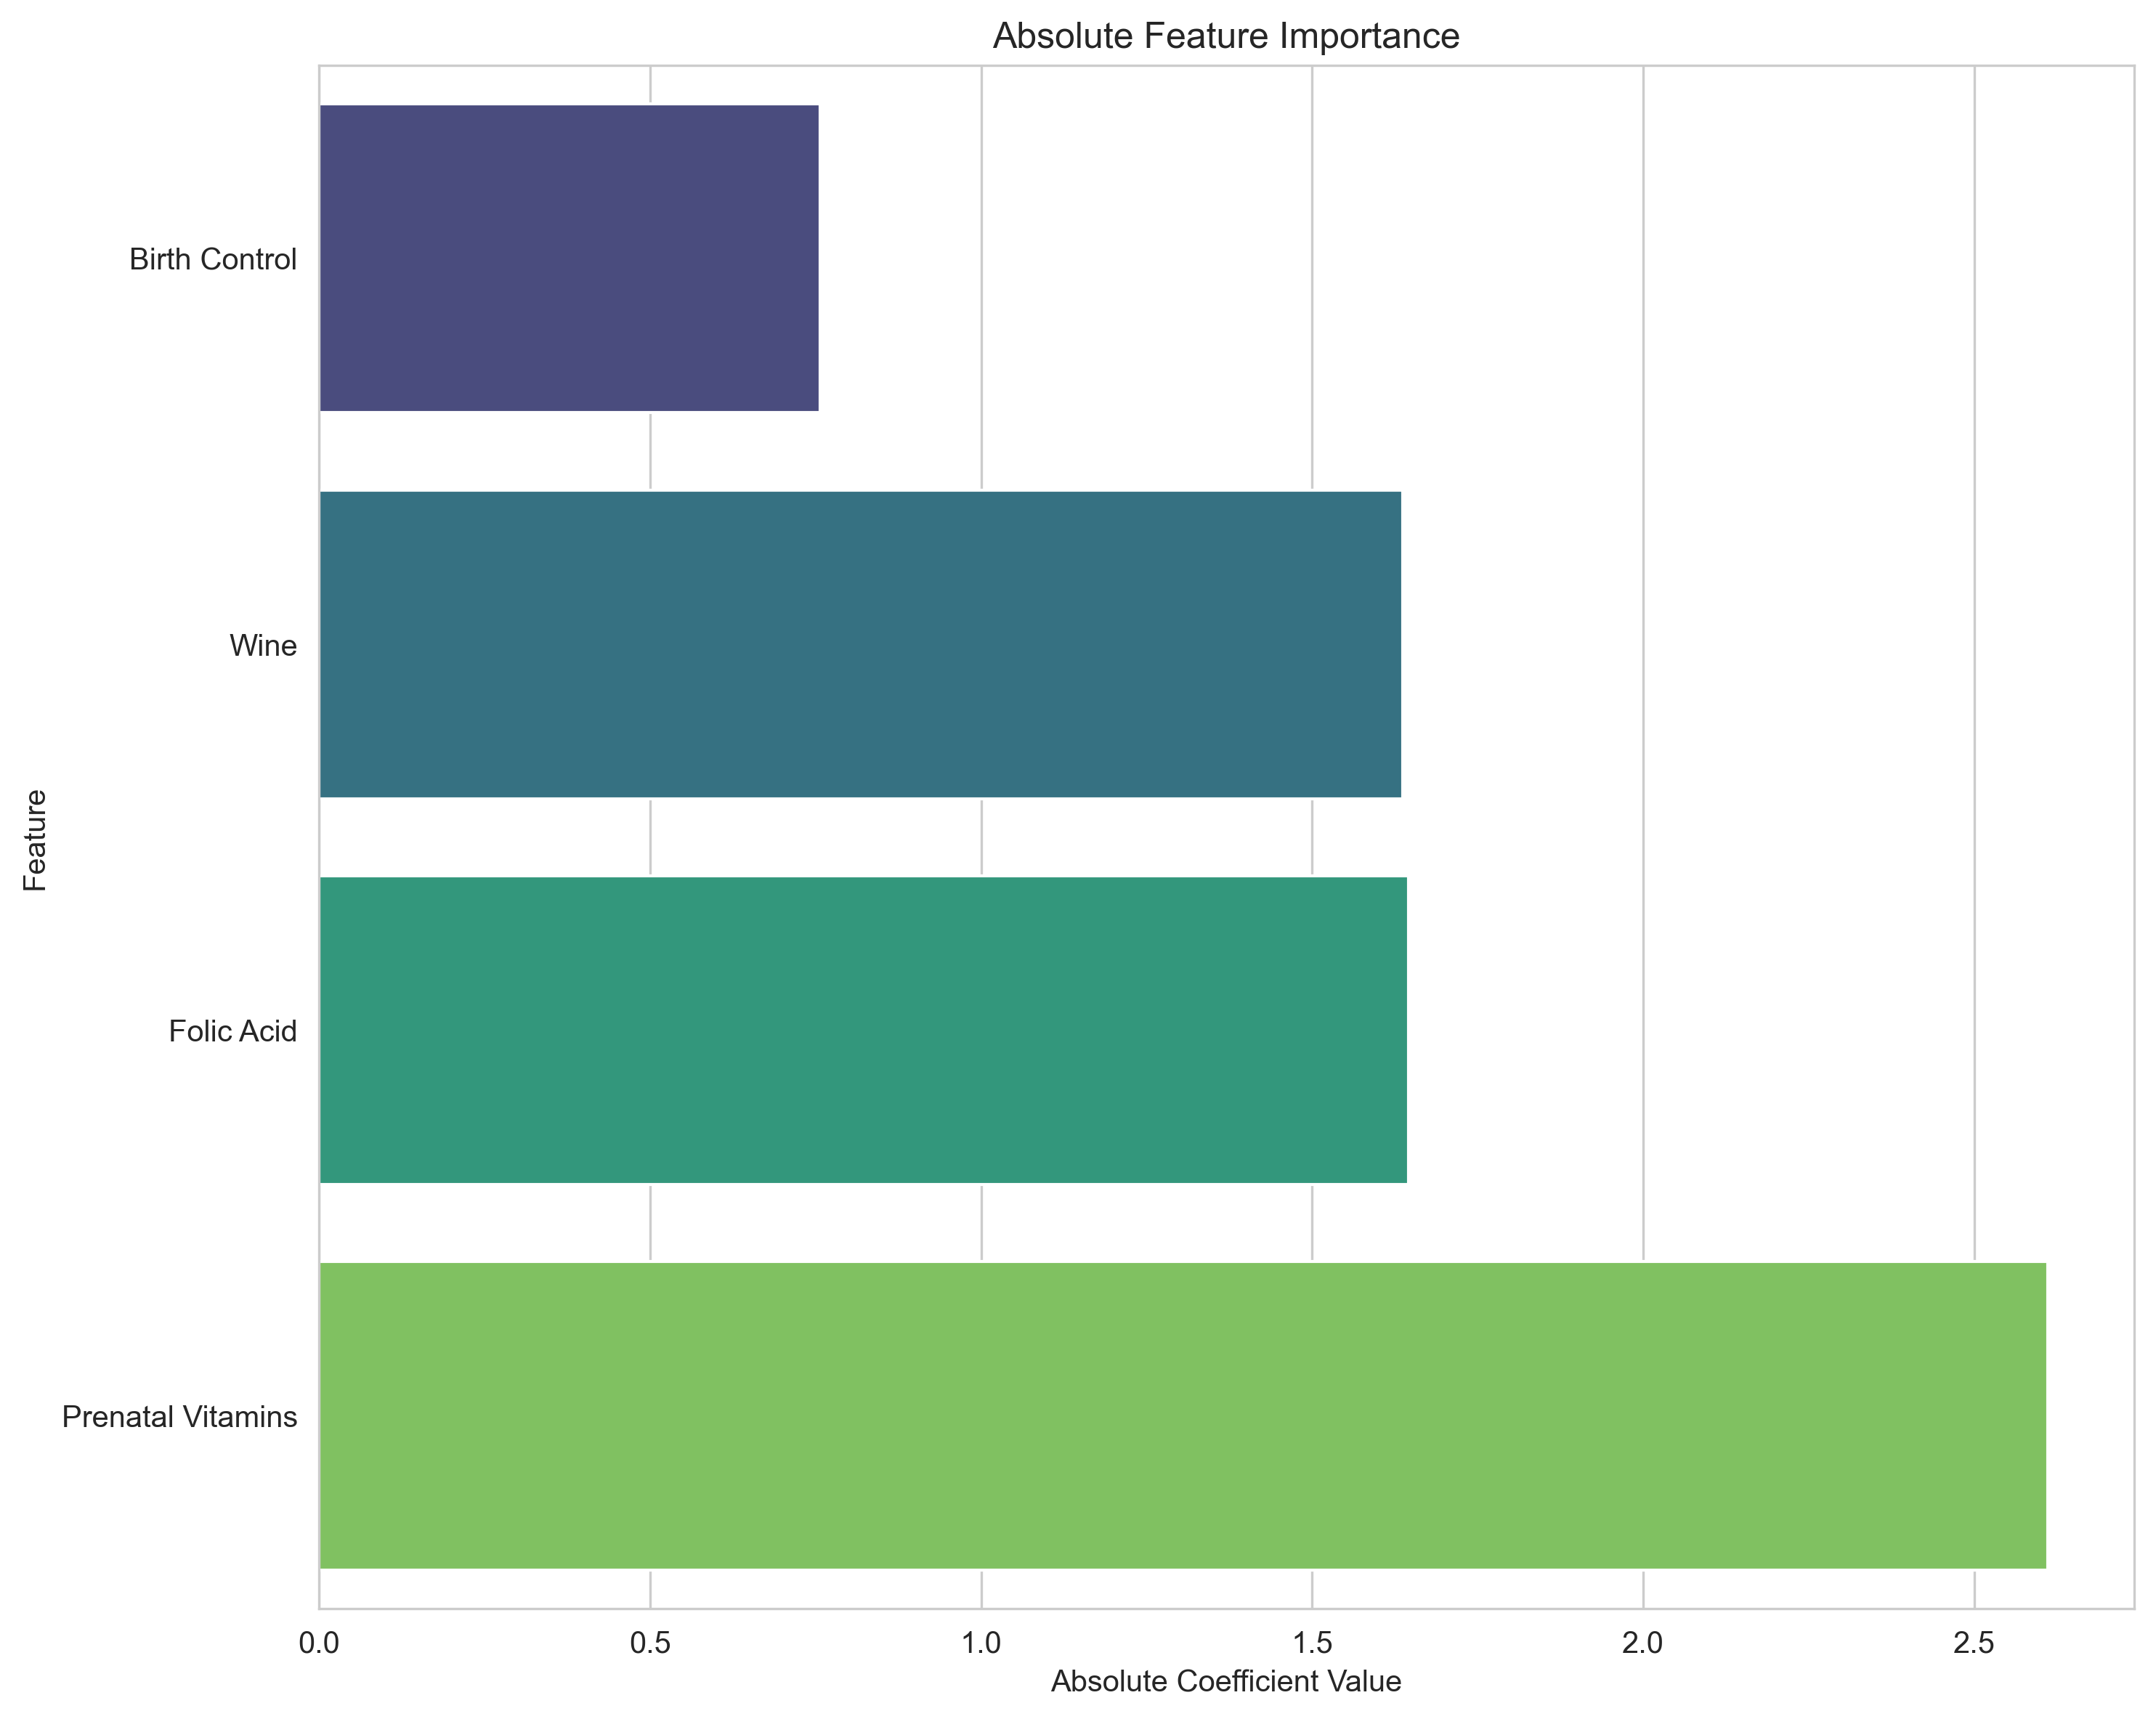 Absolute Feature Importance
Birth Control
Wine
Folic Acid
Prenatal Vitamins
Feature
0.0 0.5 1.0 1.5 2.0 2.5
Absolute Coefficient Value